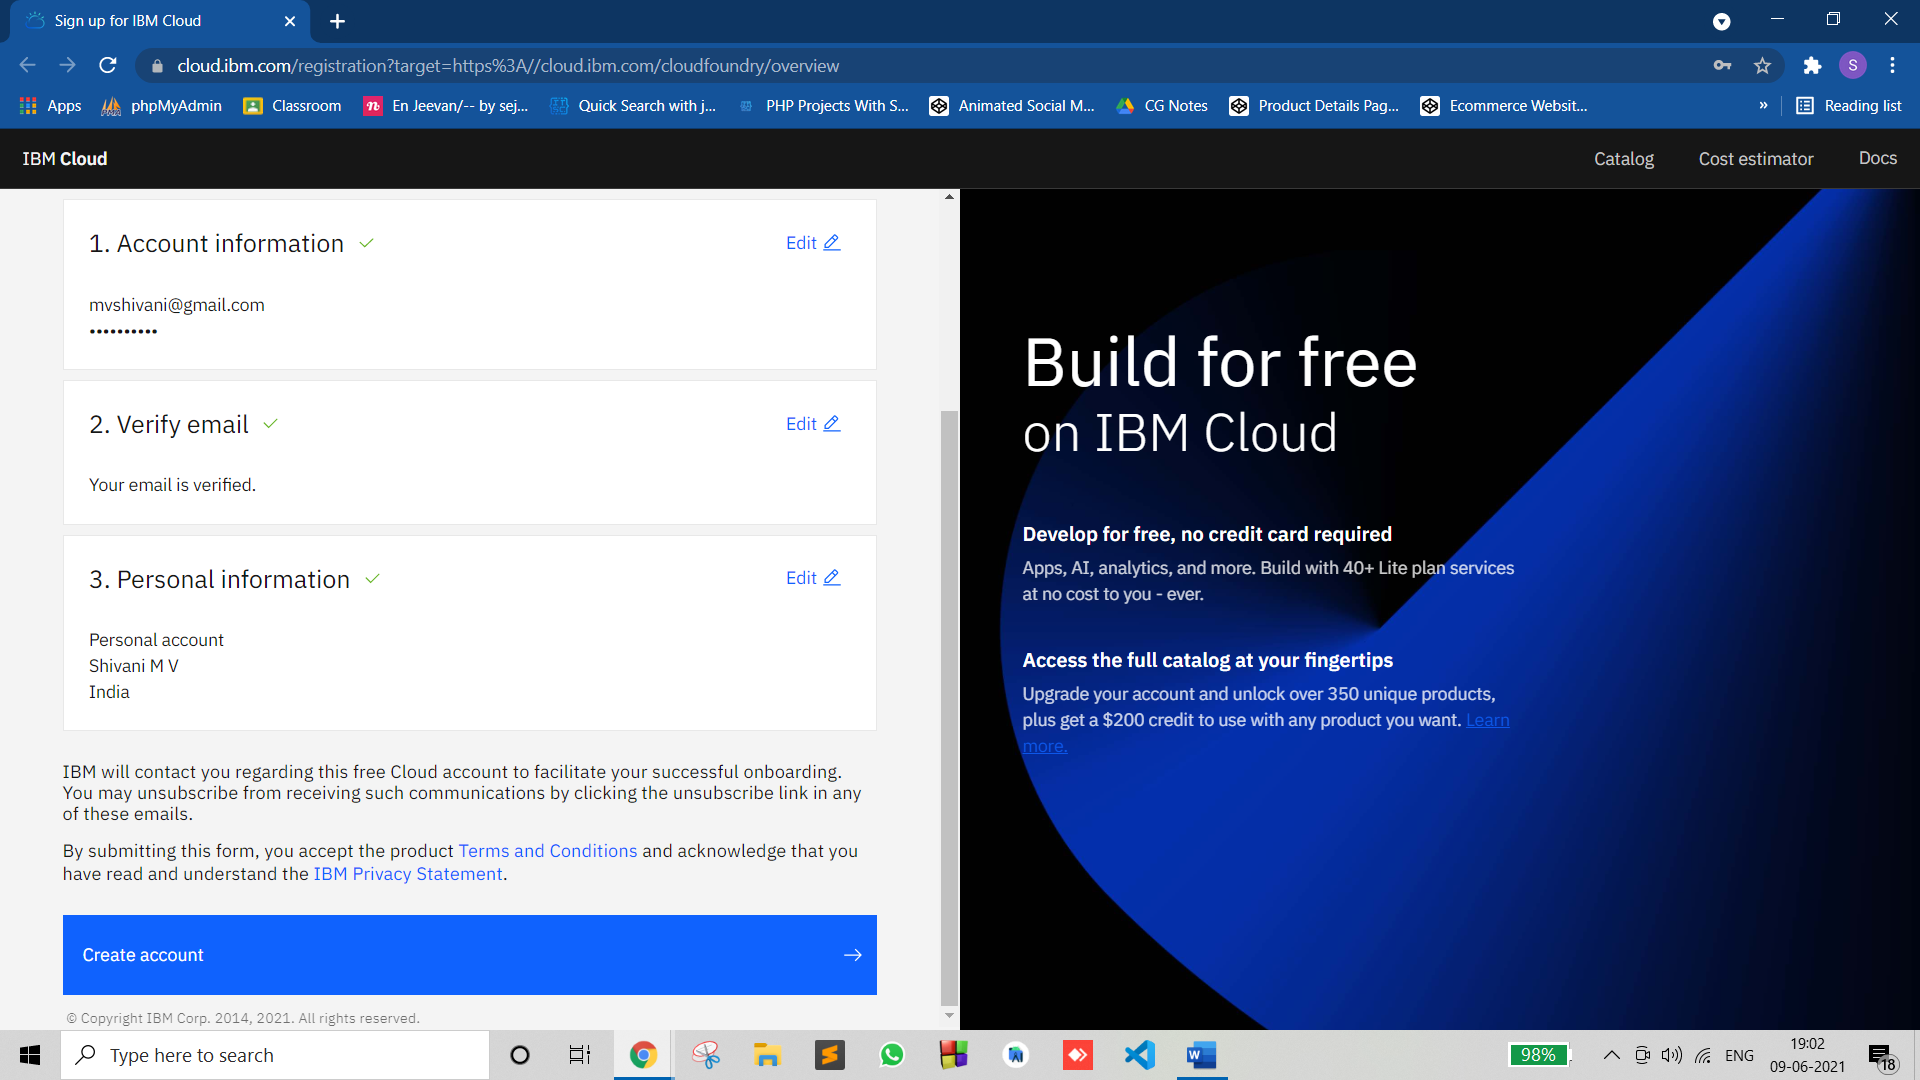 Sign up for IBM Cloud
cloud.ibm.com/registration?target=https%3A//cloud.ibm.com/cloudfoundry/overview
S
Apps phpMyAdmin Classroom En Jeevan/-- by sej... Quick Search with j... PHP Projects With S... Animated Social M... CG Notes Product Details Pag... Ecommerce Websit... » Reading list
IBM Cloud
Catalog Cost estimator Docs
1. Account information
Edit
mvshivani@gmail.com
••••••••••
2. Verify email
Edit
Your email is verified.
3. Personal information
Edit
Personal account
Shivani M V
India
IBM will contact you regarding this free Cloud account to facilitate your successful onboarding.
You may unsubscribe from receiving such communications by clicking the unsubscribe link in any
of these emails.
By submitting this form, you accept the product Terms and Conditions and acknowledge that you
have read and understand the IBM Privacy Statement.
Create account
© Copyright IBM Corp. 2014, 2021. All rights reserved.
Build for free
on IBM Cloud
Develop for free, no credit card required
Apps, AI, analytics, and more. Build with 40+ Lite plan services
at no cost to you - ever.
Access the full catalog at your fingertips
Upgrade your account and unlock over 350 unique products,
plus get a $200 credit to use with any product you want. Learn
more.
Type here to search
98%
ENG
19:02
09-06-2021
18